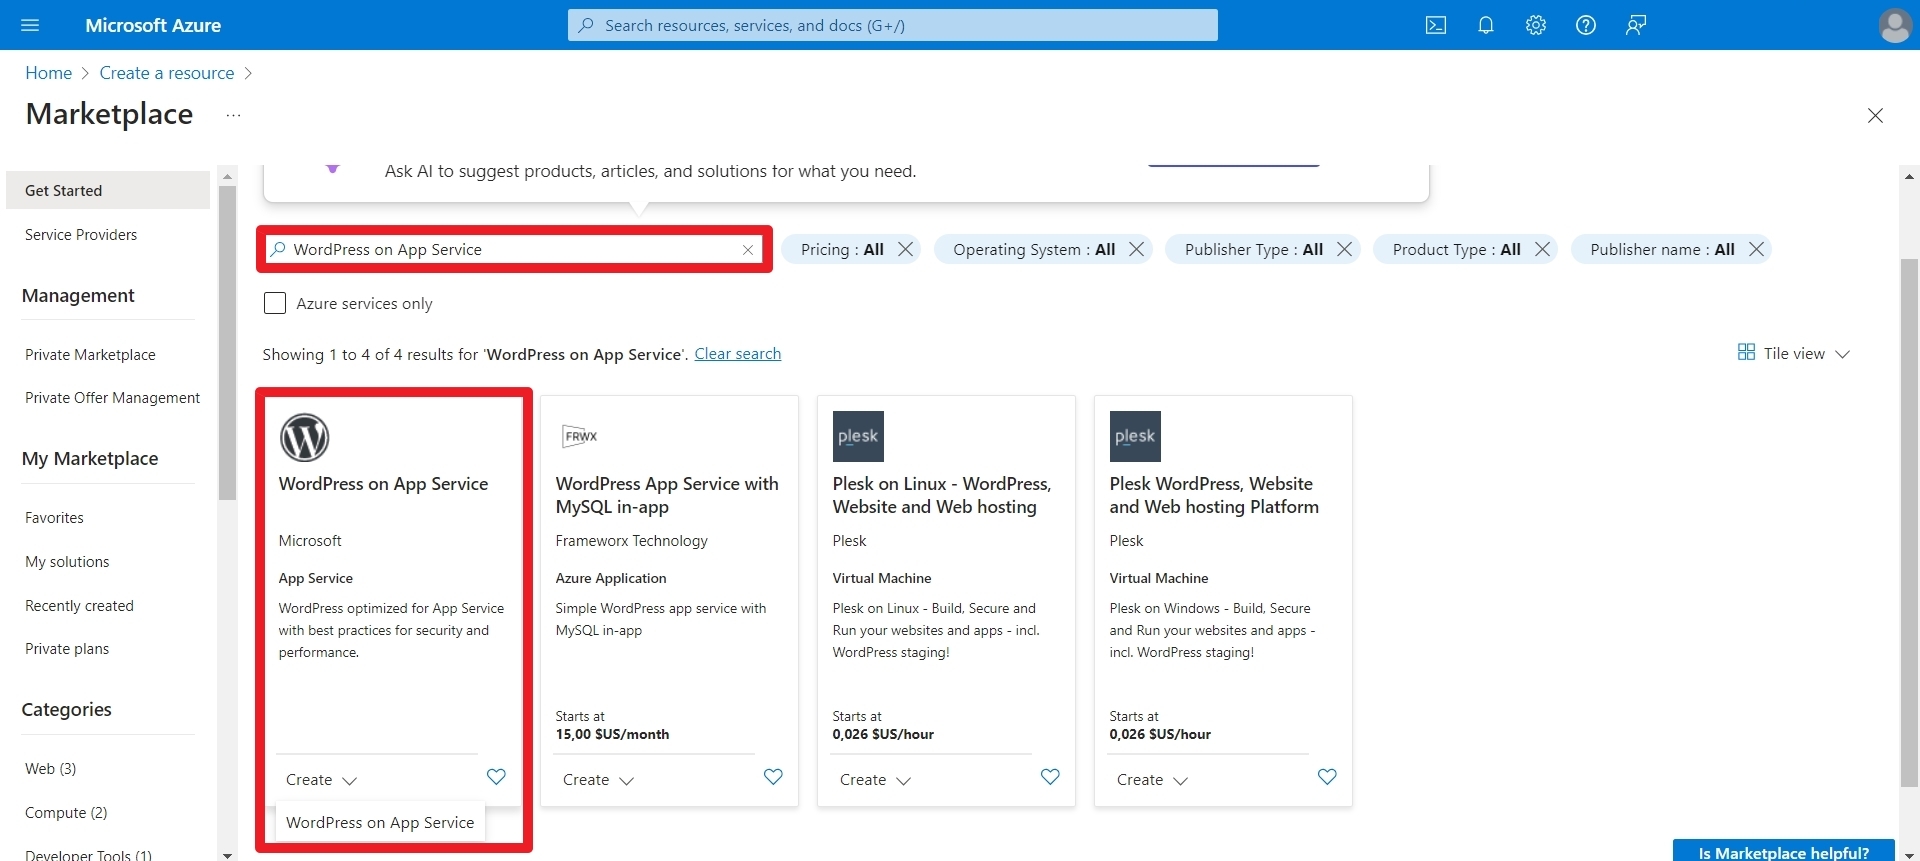 Microsoft Azure
Search resources, services, and docs (G+/)
Home
Create a resource
Marketplace
...
Get Started
Service Providers
Management
Private Marketplace
Private Offer Management
My Marketplace
Favorites
My solutions
Recently created
Private plans
Categories
Web (3)
Compute (2)
Developer Tools (1)
Ask AI to suggest products, articles, and solutions for what you need.
WordPress on App Service
Pricing : All
Operating System : All
Publisher Type : All
Product Type : All
Publisher name : All
Azure services only
Showing 1 to 4 of 4 results for 'WordPress on App Service'. Clear search
Tile view
WordPress on App Service
Microsoft
App Service
WordPress optimized for App Service
with best practices for security and
performance.
Create
WordPress on App Service
FRWX
WordPress App Service with
MySQL in-app
Frameworx Technology
Azure Application
Simple WordPress app service with
MySQL in-app
Starts at
15,00 $US/month
Create
plesk
Plesk on Linux - WordPress,
Website and Web hosting
Plesk
Virtual Machine
Plesk on Linux - Build, Secure and
Run your websites and apps - incl.
WordPress staging!
Starts at
0,026 $US/hour
Create
plesk
Plesk WordPress, Website
and Web hosting Platform
Plesk
Virtual Machine
Plesk on Windows - Build, Secure
and Run your websites and apps -
incl. WordPress staging!
Starts at
0,026 $US/hour
Create
Is Marketplace helpful?